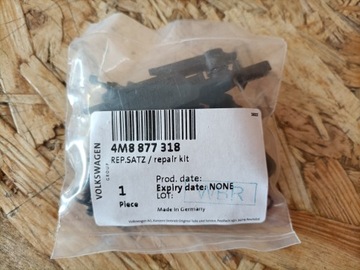 VOLKSWAGEN
GROUP
4M8 877 318
REP.SATZ / repair kit
Prod. date:
Expiry date: NONE
LOT:
1
Piece
Made in Germany